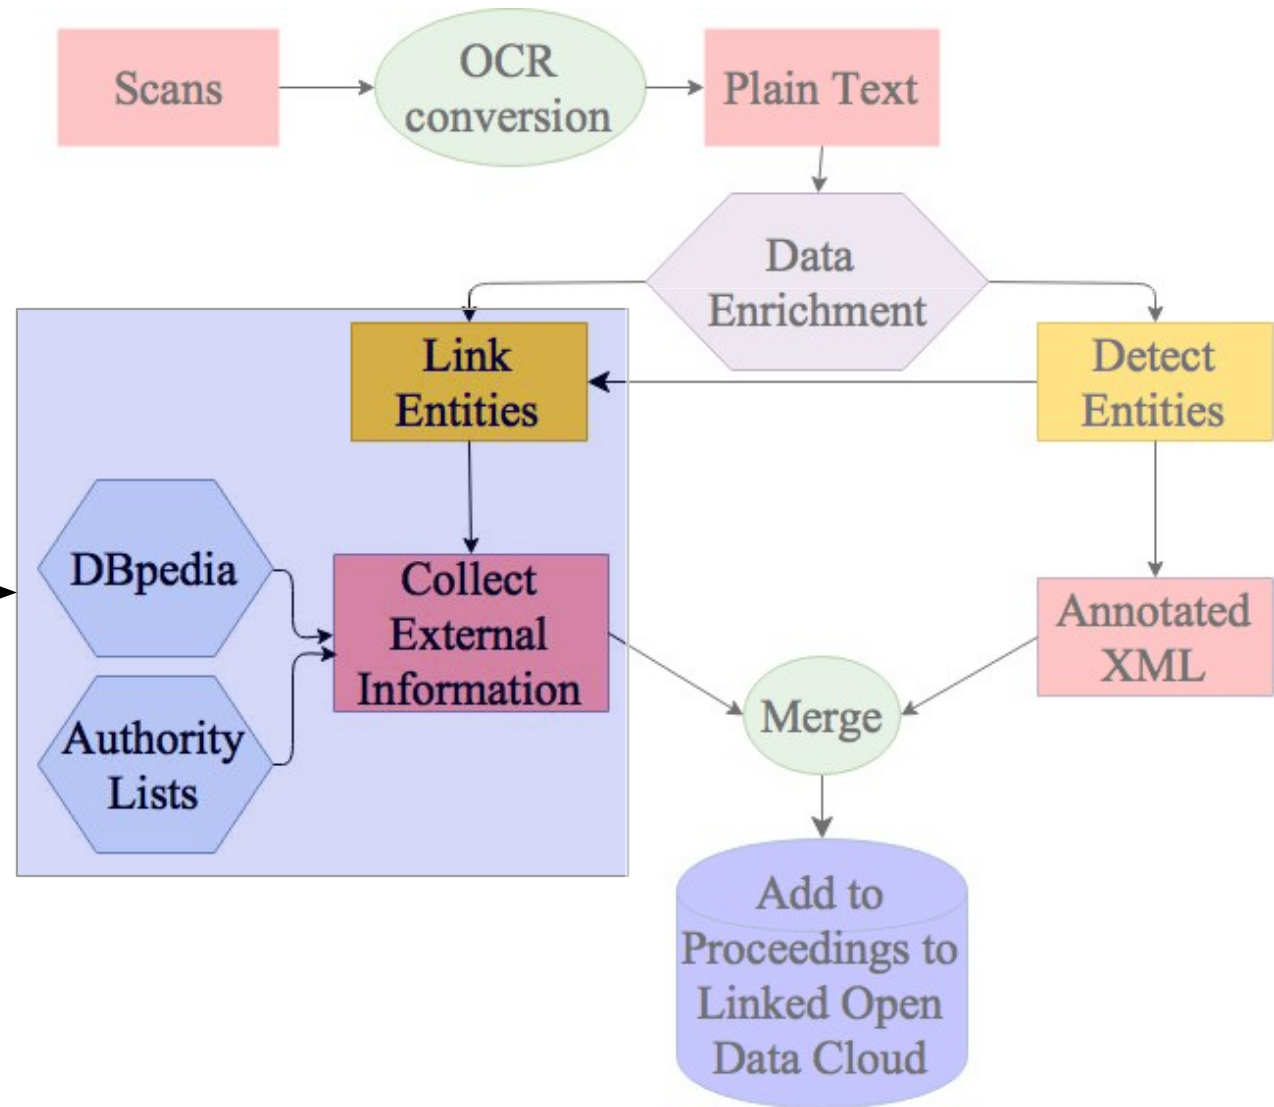 Scans
OCR
conversion
Plain Text
Data
Enrichment
Link
Entities
Detect
Entities
DBpedia
Collect
External
Information
Annotated
XML
Authority
Lists
Merge
Add to
Proceedings to
Linked Open
Data Cloud